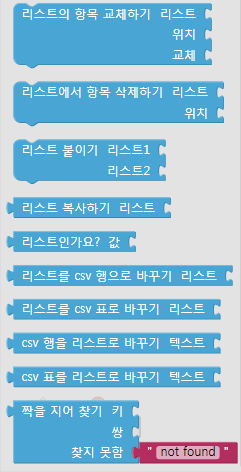 리스트의 항목 교체하기 리스트
위치
교체
리스트에서 항목 삭제하기 리스트
위치
리스트 붙이기 리스트1
리스트2
리스트 복사하기 리스트
리스트인가요? 값
리스트를 csv 행으로 바꾸기 리스트
리스트를 csv 표로 바꾸기 리스트
csv 행을 리스트로 바꾸기 텍스트
csv 표를 리스트로 바꾸기 텍스트
짝을 지어 찾기 키
쌍
찾지 못함 " not found "